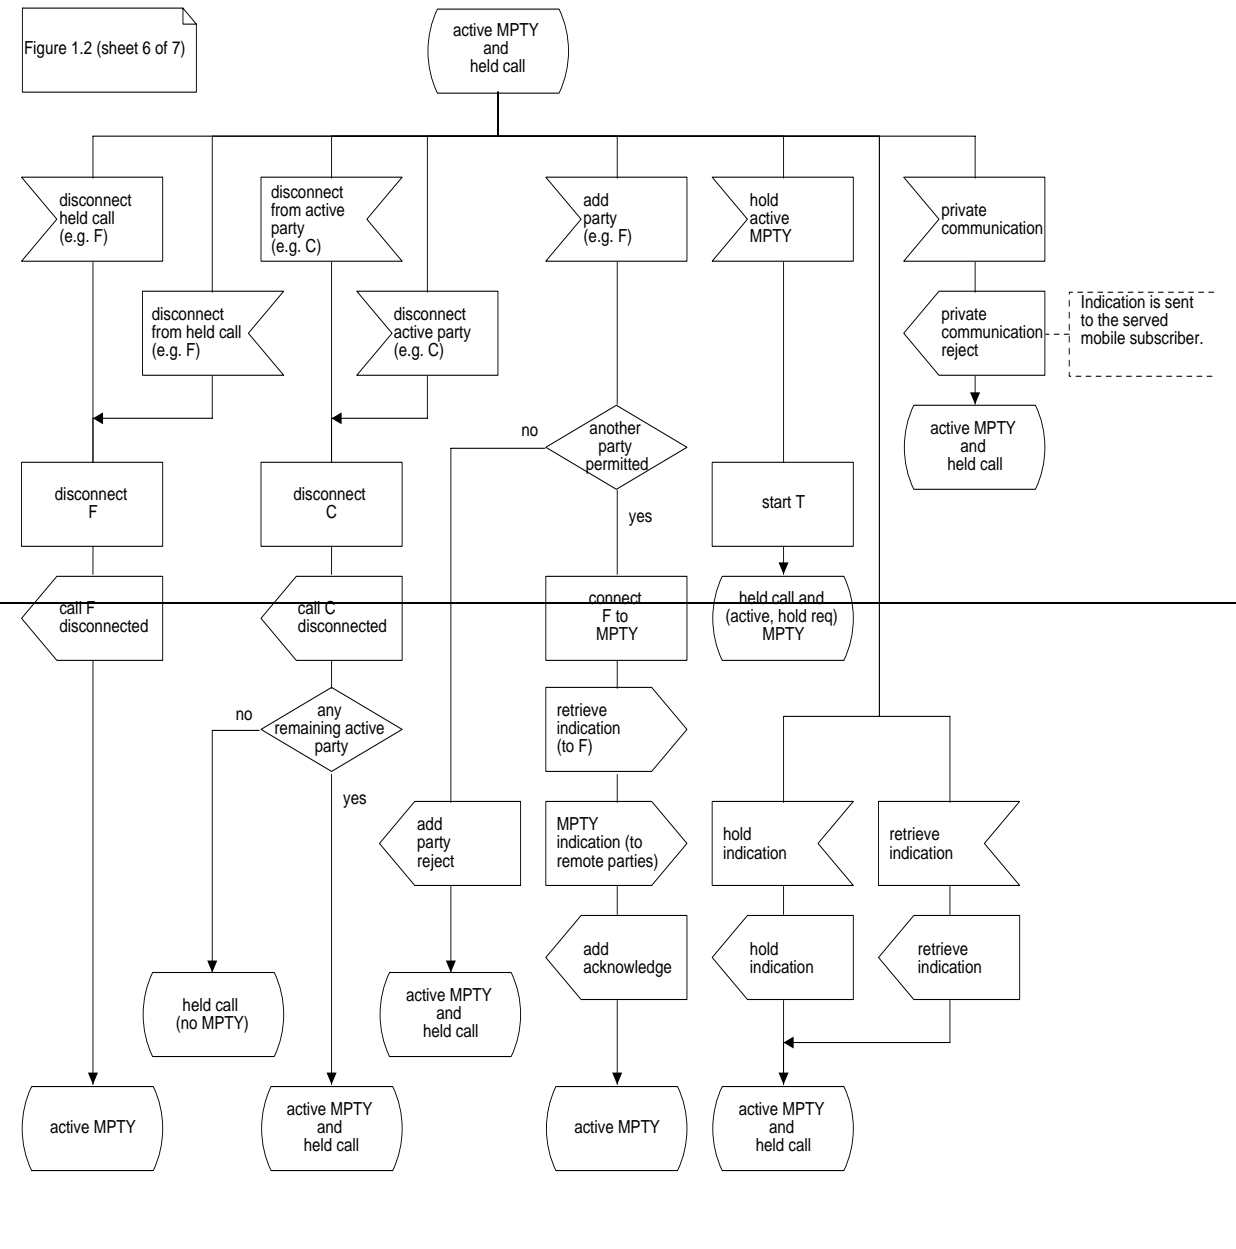 Figure 1.2 (sheet 6 of 7)
active MPTY
and
held call
disconnect
held call
(e.g. F)
disconnect
from active
party
(e.g. C)
add
party
(e.g. F)
hold
active
MPTY
private
communication
disconnect
from held call
(e.g. F)
disconnect
active party
(e.g. C)
private
communication
reject
Indication is sent
to the served
mobile subscriber.
no
another
party
permitted
yes
active MPTY
and
held call
disconnect
F
disconnect
C
start T
call F
disconnected
call C
disconnected
connect
F to
MPTY
held call and
(active, hold req)
MPTY
no
any
remaining active
party
yes
retrieve
indication
(to F)
add
party
reject
MPTY
indication (to
remote parties)
hold
indication
retrieve
indication
add
acknowledge
hold
indication
retrieve
indication
held call
(no MPTY)
active MPTY
and
held call
active MPTY
active MPTY
and
held call
active MPTY
active MPTY
and
held call